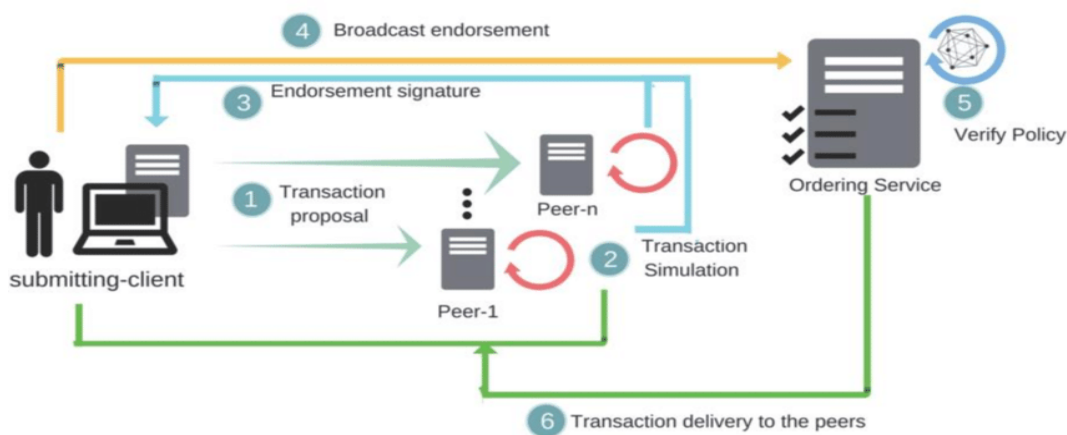 4 Broadcast endorsement
3 Endorsement signature
5
Verify Policy
Ordering Service
1 Transaction
proposal
Peer-n
2 Transaction
Simulation
submitting-client
Peer-1
6 Transaction delivery to the peers